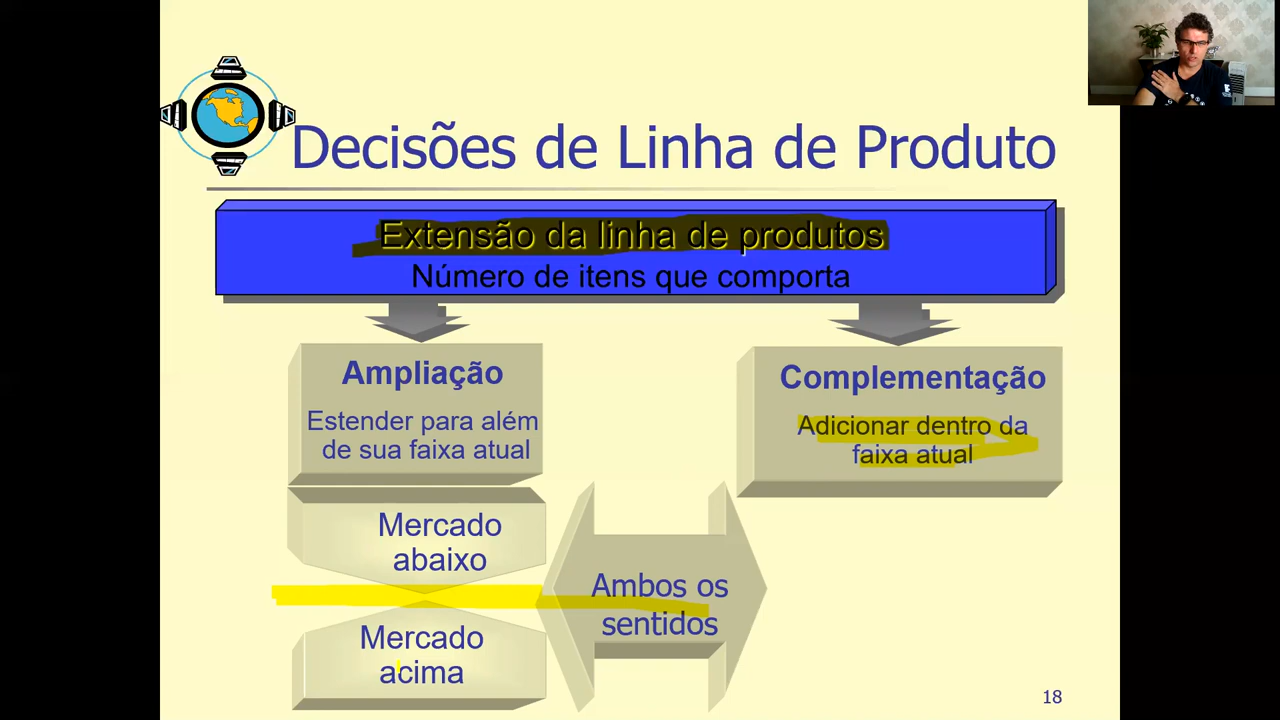 Decisões de Linha de Produto
Extensão da linha de produtos
Número de itens que comporta
Ampliação
Estender para além
de sua faixa atual
Complementação
Adicionar dentro da
faixa atual
Mercado
abaixo
Ambos os
sentidos
Mercado
acima
18